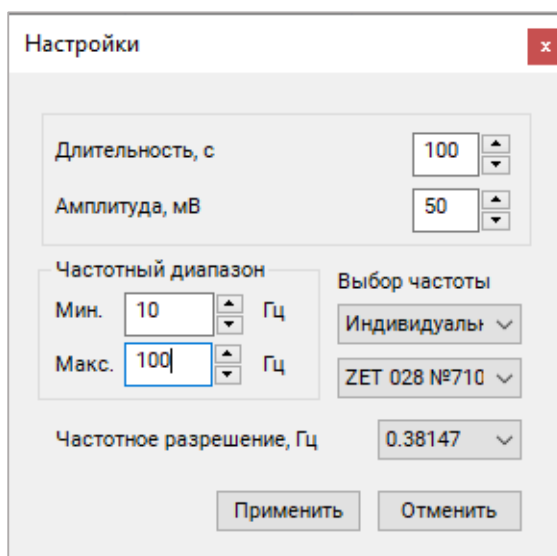 Настройки
x
Длительность, с 100
Амплитуда, мВ 50
Частотный диапазон
Мин. 10 Гц
Макс. 100 Гц
Выбор частоты
Индивидуальн
ZET 028 №710
Частотное разрешение, Гц 0.38147
Применить Отменить